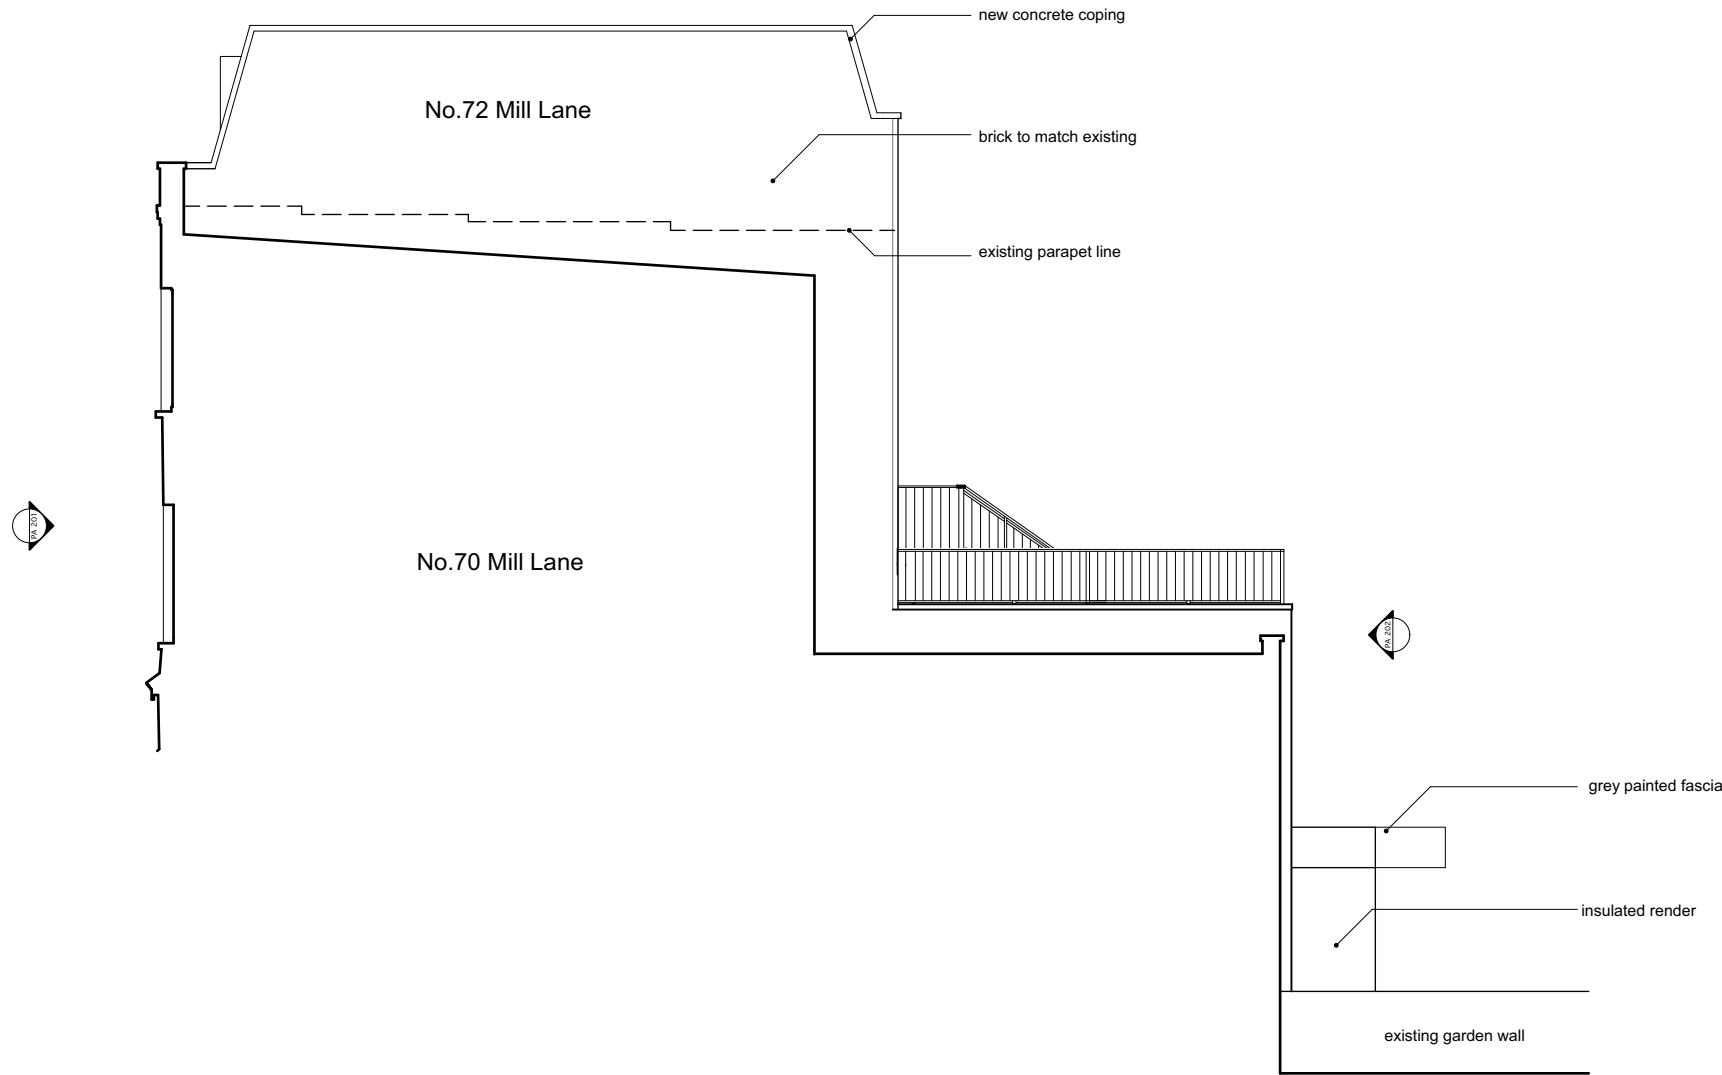 new concrete coping
No.72 Mill Lane
brick to match existing
existing parapet line
PA 201
No.70 Mill Lane
PA 202
grey painted fascia
insulated render
existing garden wall